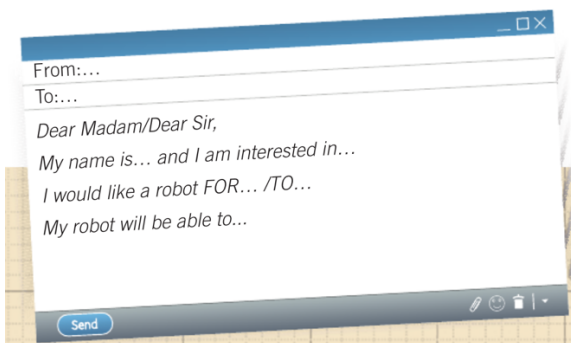 From:…
To:…
Dear Madam/Dear Sir,
My name is… and I am interested in…
I would like a robot FOR… /TO…
My robot will be able to...
Send